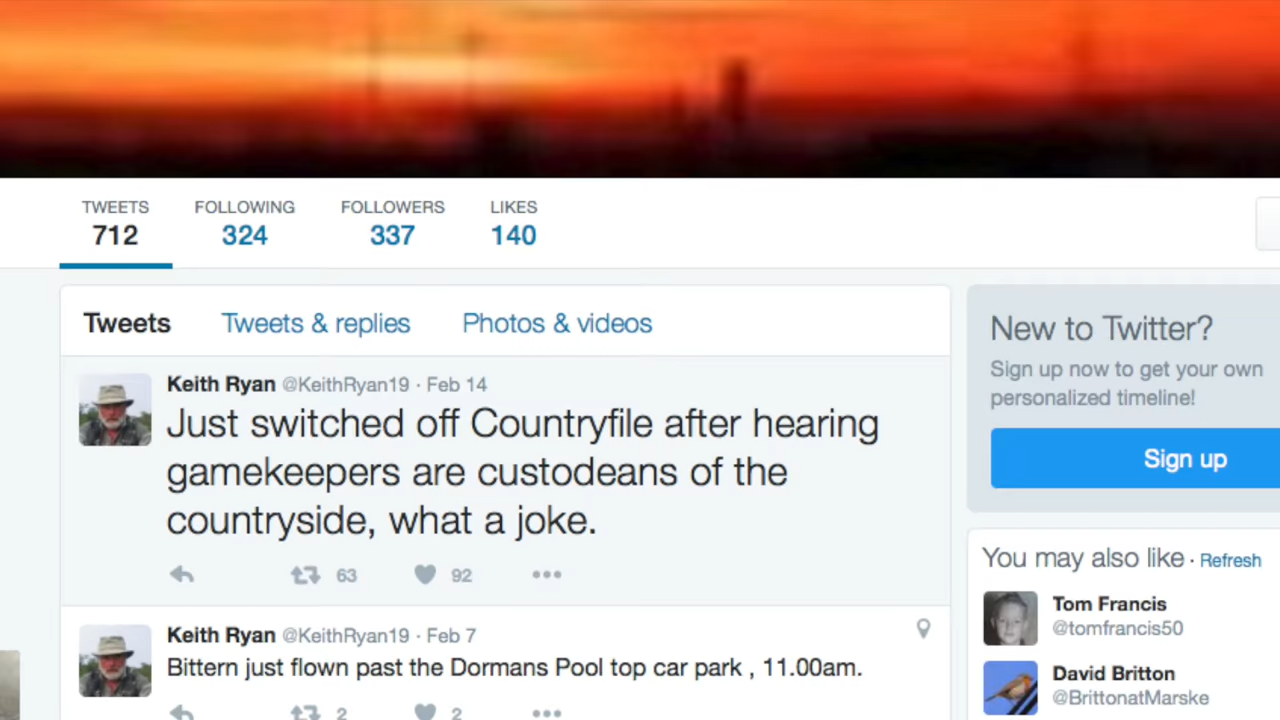 TWEETS FOLLOWING FOLLOWERS LIKES
712 324 337 140
Tweets Tweets & replies Photos & videos
Keith Ryan @KeithRyan19 · Feb 14
Just switched off Countryfile after hearing
gamekeepers are custodeans of the
countryside, what a joke.
63 92
Keith Ryan @KeithRyan19 · Feb 7
Bittern just flown past the Dormans Pool top car park , 11.00am.
2 2
New to Twitter?
Sign up now to get your own
personalized timeline!
Sign up
You may also like · Refresh
Tom Francis
@tomfrancis50
David Britton
@BrittonatMarske